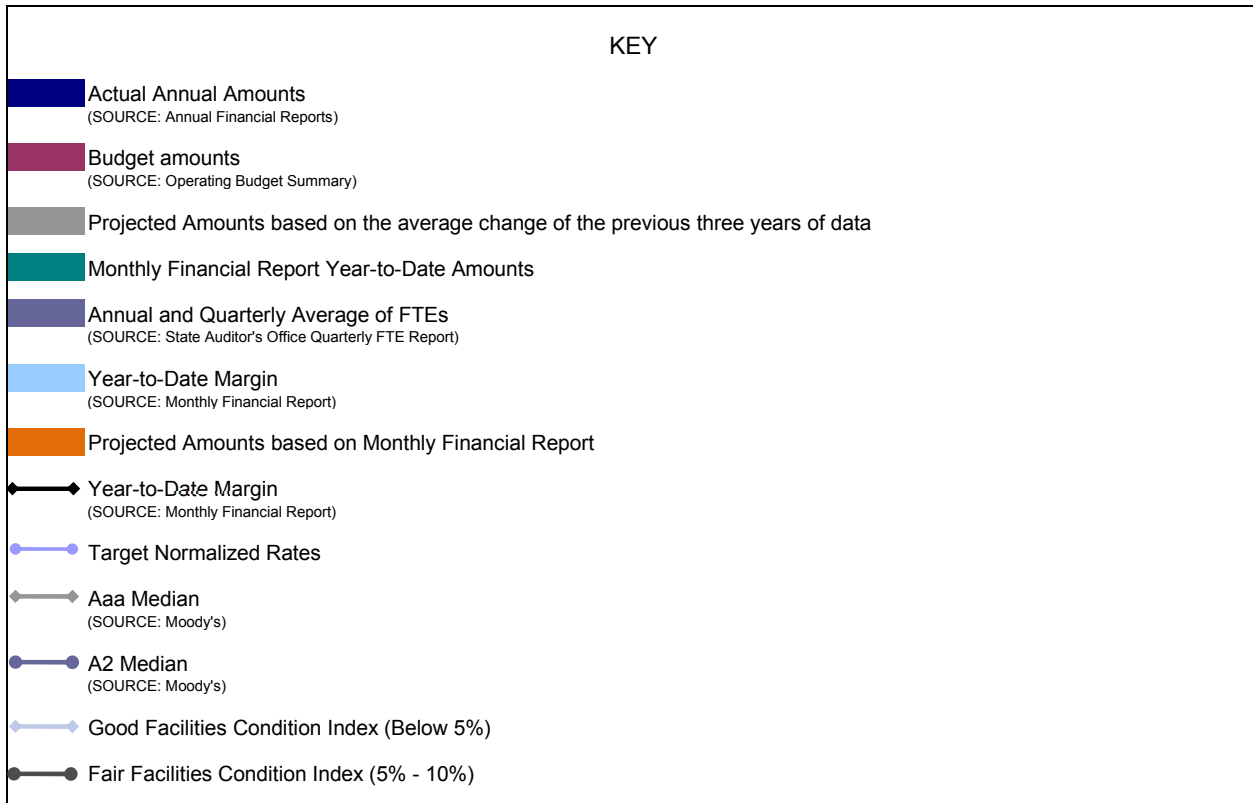 KEY
Actual Annual Amounts
(SOURCE: Annual Financial Reports)
Budget amounts
(SOURCE: Operating Budget Summary)
Projected Amounts based on the average change of the previous three years of data
Monthly Financial Report Year-to-Date Amounts
Annual and Quarterly Average of FTEs
(SOURCE: State Auditor's Office Quarterly FTE Report)
Year-to-Date Margin
(SOURCE: Monthly Financial Report)
Projected Amounts based on Monthly Financial Report
Year-to-Date Margin
(SOURCE: Monthly Financial Report)
Target Normalized Rates
Aaa Median
(SOURCE: Moody's)
A2 Median
(SOURCE: Moody's)
Good Facilities Condition Index (Below 5%)
Fair Facilities Condition Index (5% - 10%)